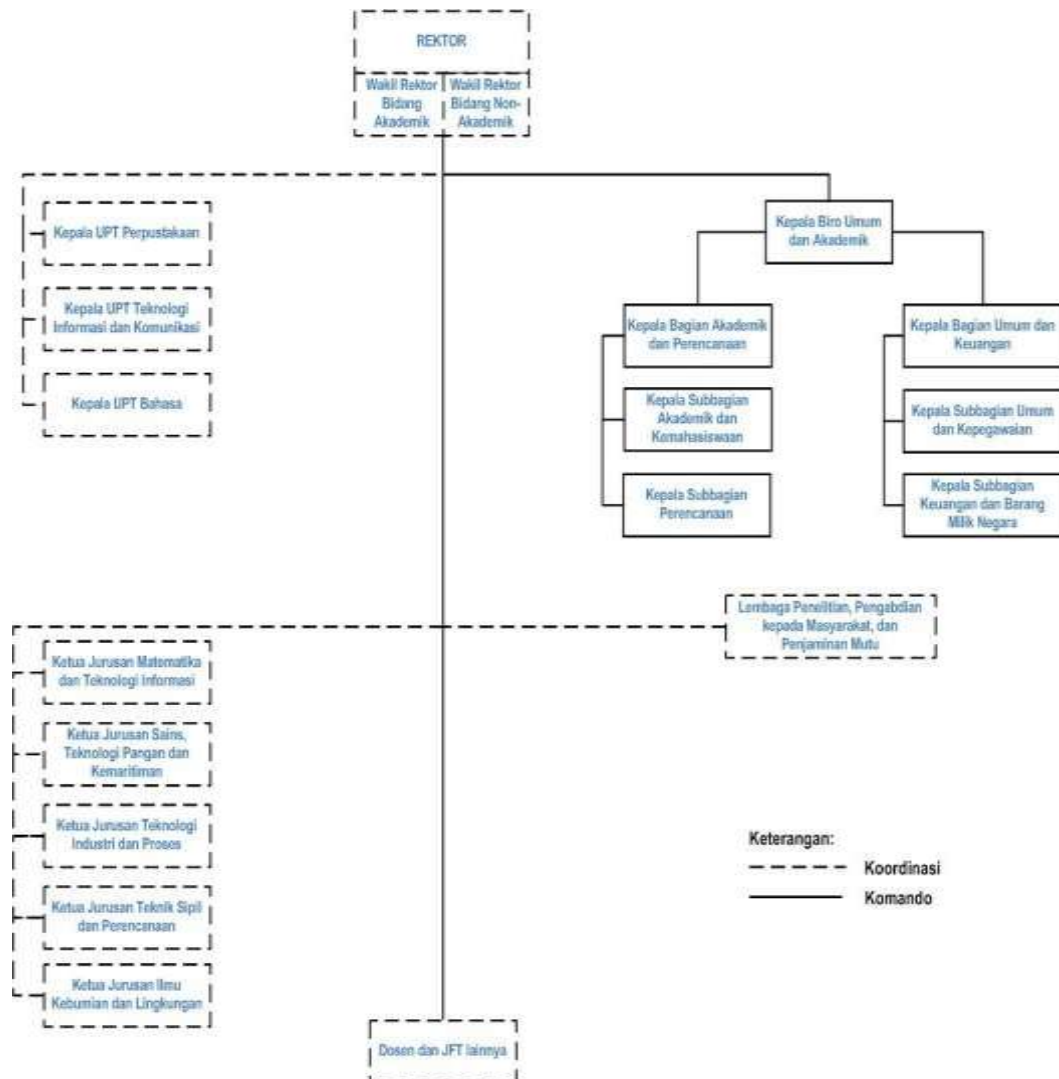 REKTOR
Wakil Rektor
Bidang
Akademik
Wakil Rektor
Bidang Non-
Akademik
Kepala UPT Perpustakaan
Kepala UPT Teknologi
Informasi dan Komunikasi
Kepala UPT Bahasa
Kepala Biro Umum
dan Akademik
Kepala Bagian Akademik
dan Perencanaan
Kepala Subbagian
Akademik dan
Kemahasiswaan
Kepala Subbagian
Perencanaan
Kepala Bagian Umum dan
Keuangan
Kepala Subbagian Umum
dan Kepegawaian
Kepala Subbagian
Keuangan dan Barang
Milik Negara
Lembaga Penelitian, Pengabdian
kepada Masyarakat, dan
Penjaminan Mutu
Ketua Jurusan Matematika
dan Teknologi Informasi
Ketua Jurusan Sains,
Teknologi Pangan dan
Kemaritiman
Ketua Jurusan Teknologi
Industri dan Proses
Ketua Jurusan Teknik Sipil
dan Perencanaan
Ketua Jurusan Ilmu
Kebumian dan Lingkungan
Keterangan:
Koordinasi
Komando
Dosen dan JFT lainnya